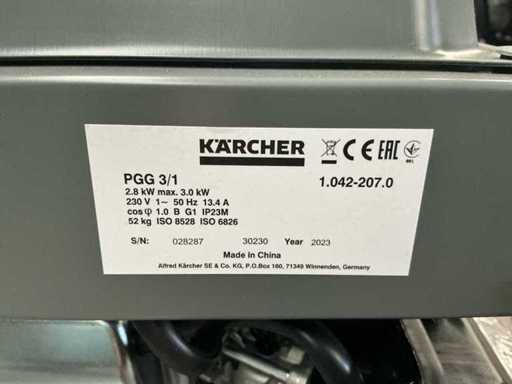 KÄRCHER CE EAC
PGG 3/1 1.042-207.0
2.8 kW max. 3.0 kW
230 V 1~ 50 Hz 13.4 A
cos φ 1.0 B G1 IP23M
52 kg ISO 8528 ISO 6826
S/N: 028287 30230 Year 2023
Made in China
Alfred Kärcher SE & Co. KG, P.O.Box 160, 71349 Winnenden, Germany